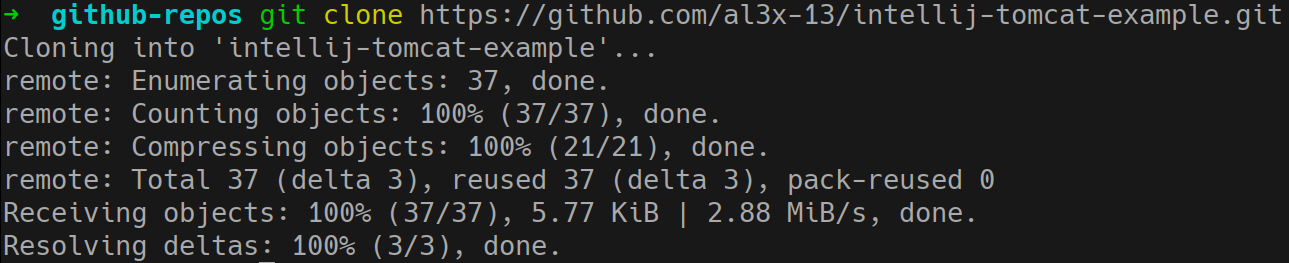 → github-repos git clone https://github.com/al3x-13/intellij-tomcat-example.git
Cloning into 'intellij-tomcat-example'...
remote: Enumerating objects: 37, done.
remote: Counting objects: 100% (37/37), done.
remote: Compressing objects: 100% (21/21), done.
remote: Total 37 (delta 3), reused 37 (delta 3), pack-reused 0
Receiving objects: 100% (37/37), 5.77 KiB | 2.88 MiB/s, done.
Resolving deltas: 100% (3/3), done.